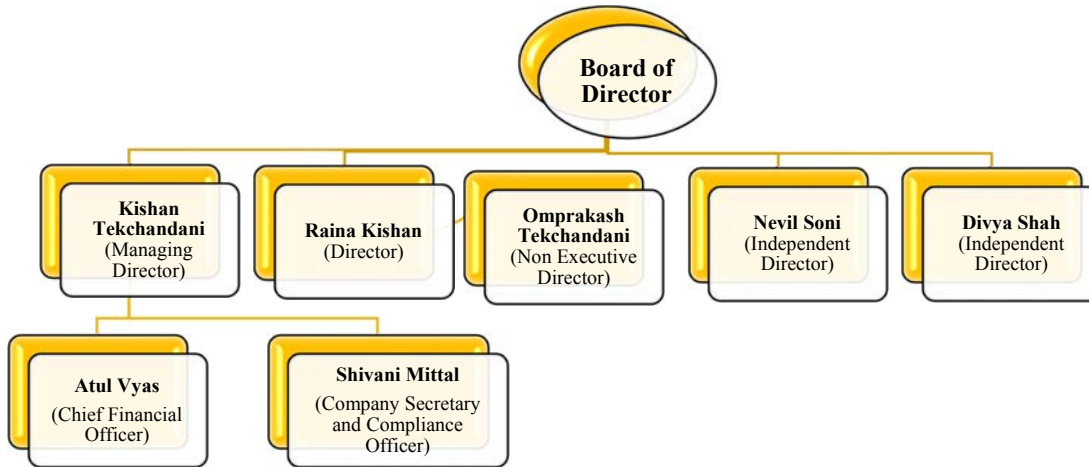 Board of
Director
Kishan
Tekchandani
(Managing
Director)
Raina Kishan
(Director)
Omprakash
Tekchandani
(Non Executive
Director)
Nevil Soni
(Independent
Director)
Divya Shah
(Independent
Director)
Atul Vyas
(Chief Financial
Officer)
Shivani Mittal
(Company Secretary
and Compliance
Officer)